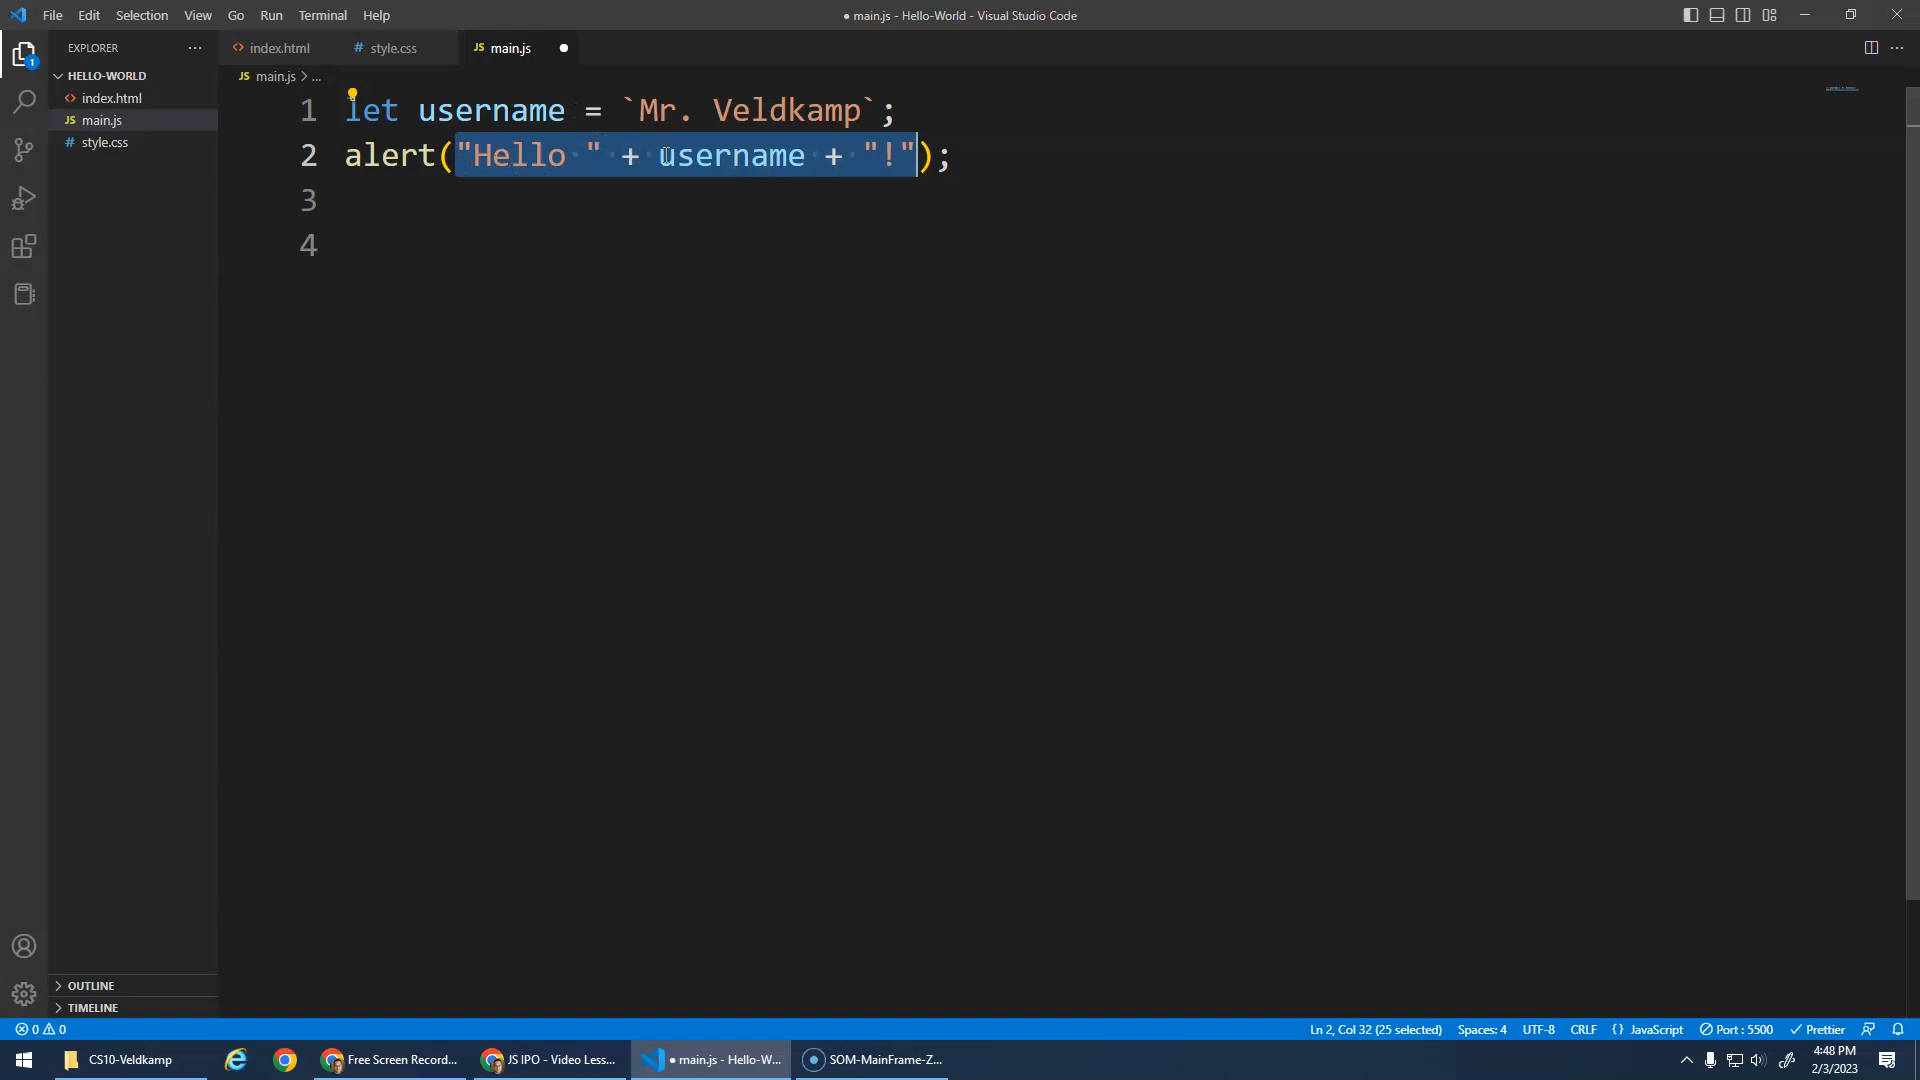 File Edit Selection View Go Run Terminal Help
● main.js - Hello-World - Visual Studio Code
EXPLORER
index.html
style.css
JS main.js
1
HELLO-WORLD
index.html
JS main.js
style.css
JS main.js > ...
1 let username = `Mr. Veldkamp`;
2 alert("Hello " + username + "!");
3
4
OUTLINE
TIMELINE
0 0
Ln 2, Col 32 (25 selected) Spaces: 4 UTF-8 CRLF {} JavaScript Port : 5500 Prettier
CS10-Veldkamp
Free Screen Record...
JS IPO - Video Less...
● main.js - Hello-W...
SOM-MainFrame-Z...
4:48 PM
2/3/2023